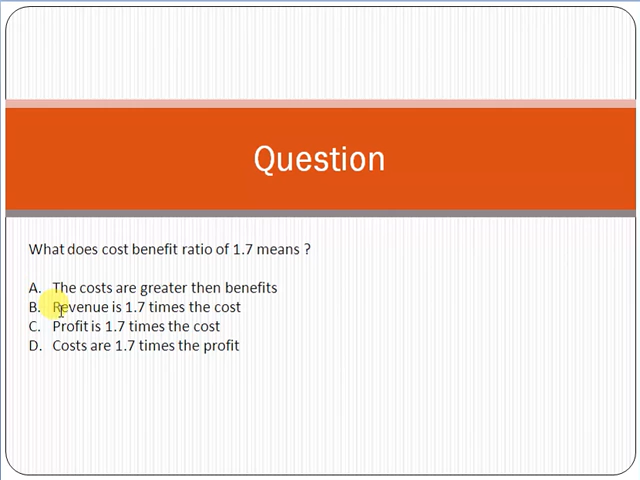 Question
What does cost benefit ratio of 1.7 means ?
A. The costs are greater then benefits
B. Revenue is 1.7 times the cost
C. Profit is 1.7 times the cost
D. Costs are 1.7 times the profit